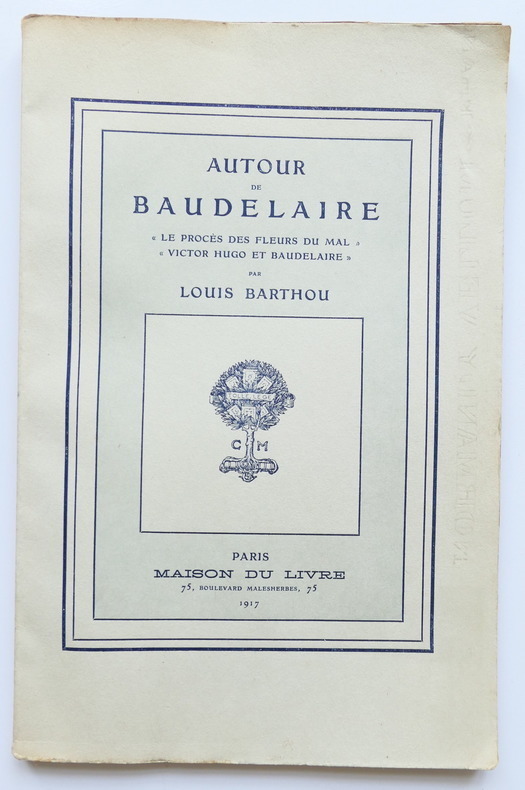 AUTOUR
DE
BAUDELAIRE
« LE PROCÈS DES FLEURS DU MAL »
« VICTOR HUGO ET BAUDELAIRE »
PAR
LOUIS BARTHOU
C M
PARIS
MAISON DU LIVRE
75, BOULEVARD MALESHERBES, 75
1917